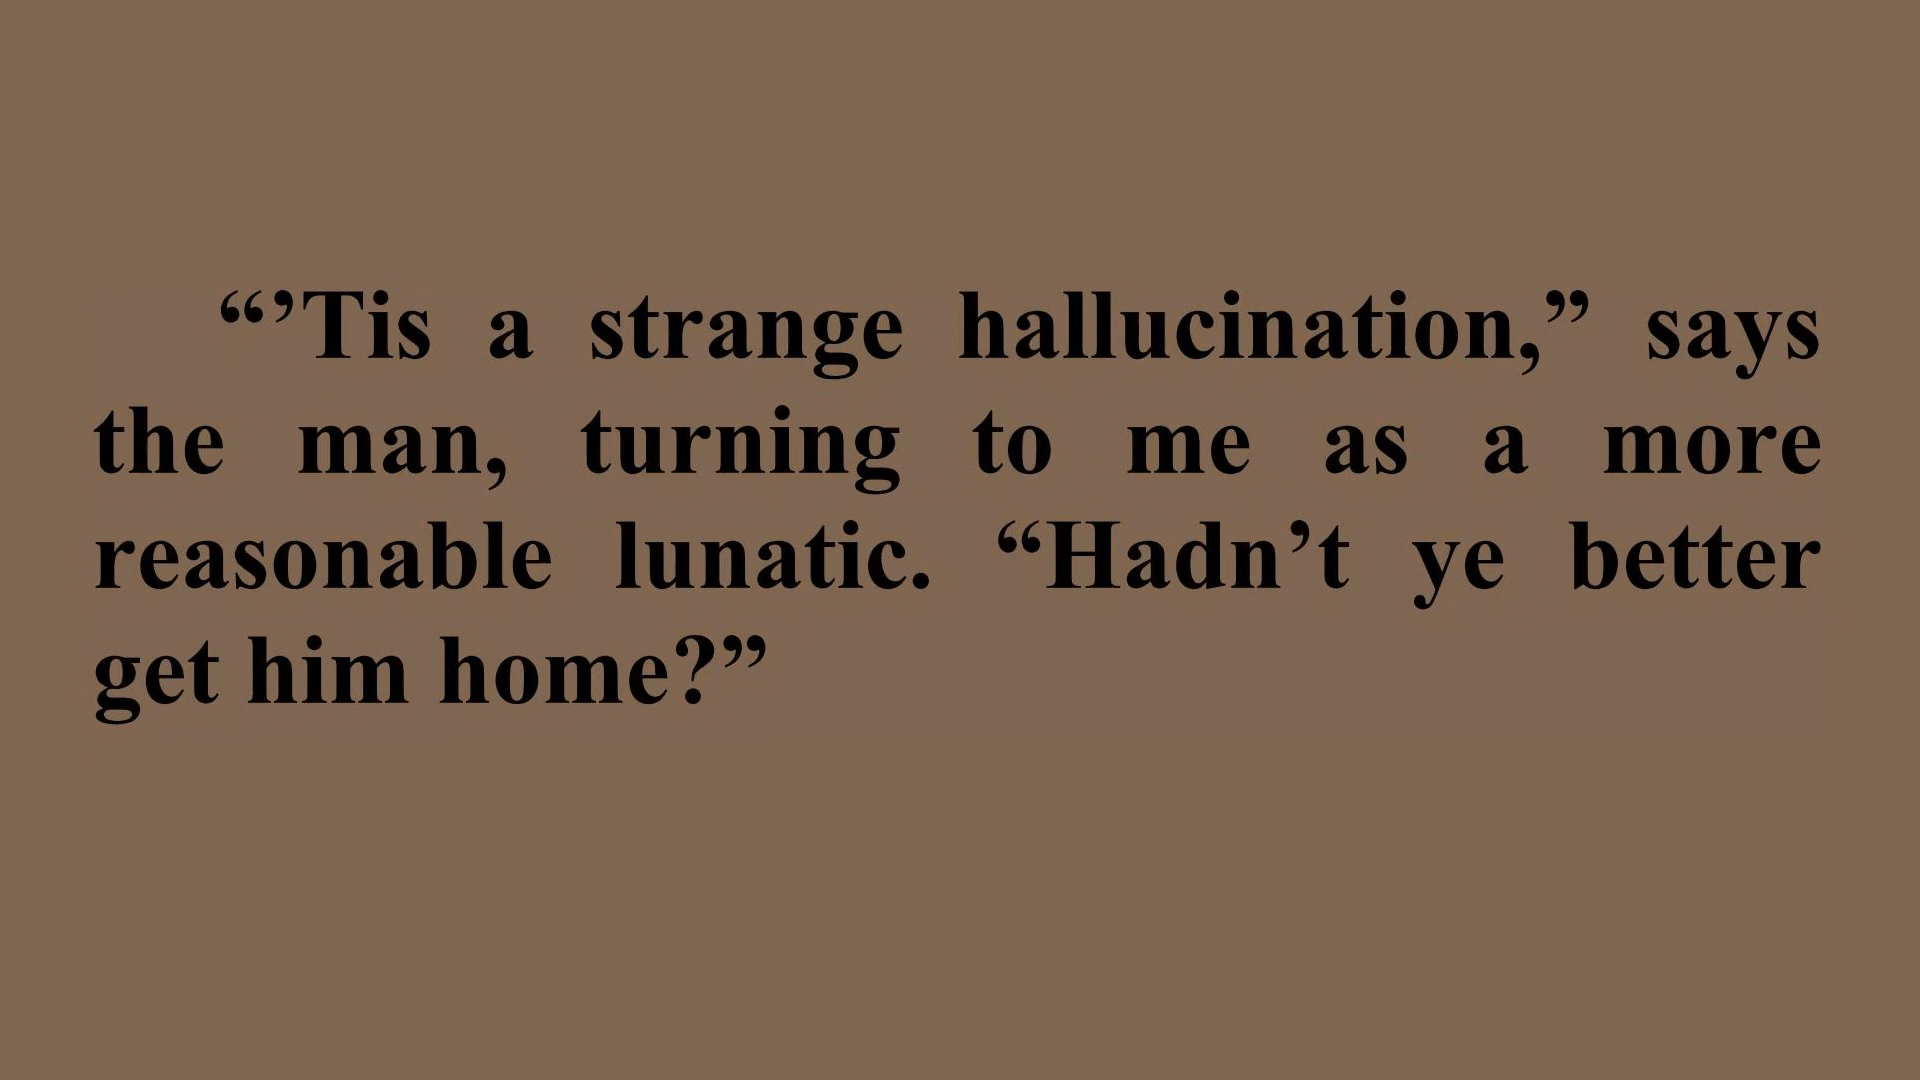 “’Tis a strange hallucination,” says
the man, turning to me as a more
reasonable lunatic. “Hadn’t ye better
get him home?”